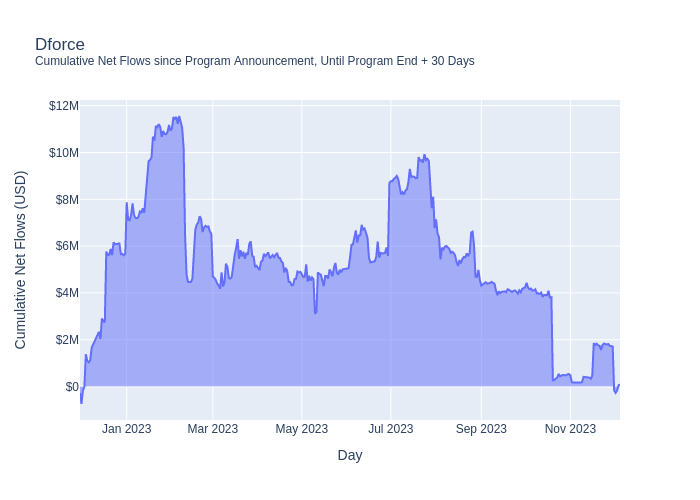 Dforce
Cumulative Net Flows since Program Announcement, Until Program End + 30 Days
Cumulative Net Flows (USD)
$12M
$10M
$8M
$6M
$4M
$2M
$0
Jan 2023
Mar 2023
May 2023
Jul 2023
Sep 2023
Nov 2023
Day